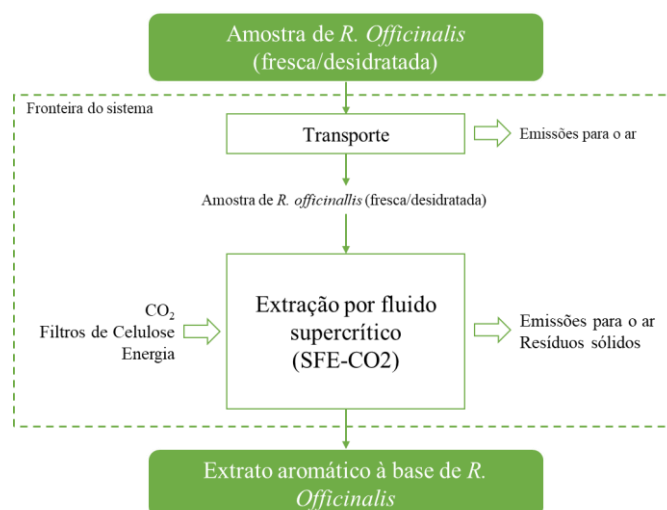 Amostra de R. Officinalis
(fresca/desidratada)
Fronteira do sistema
Transporte
Emissões para o ar
Amostra de R. officinallis (fresca/desidratada)
CO₂
Filtros de Celulose
Energia
Extração por fluido
supercrítico
(SFE-CO2)
Emissões para o ar
Resíduos sólidos
Extrato aromático à base de R.
Officinalis